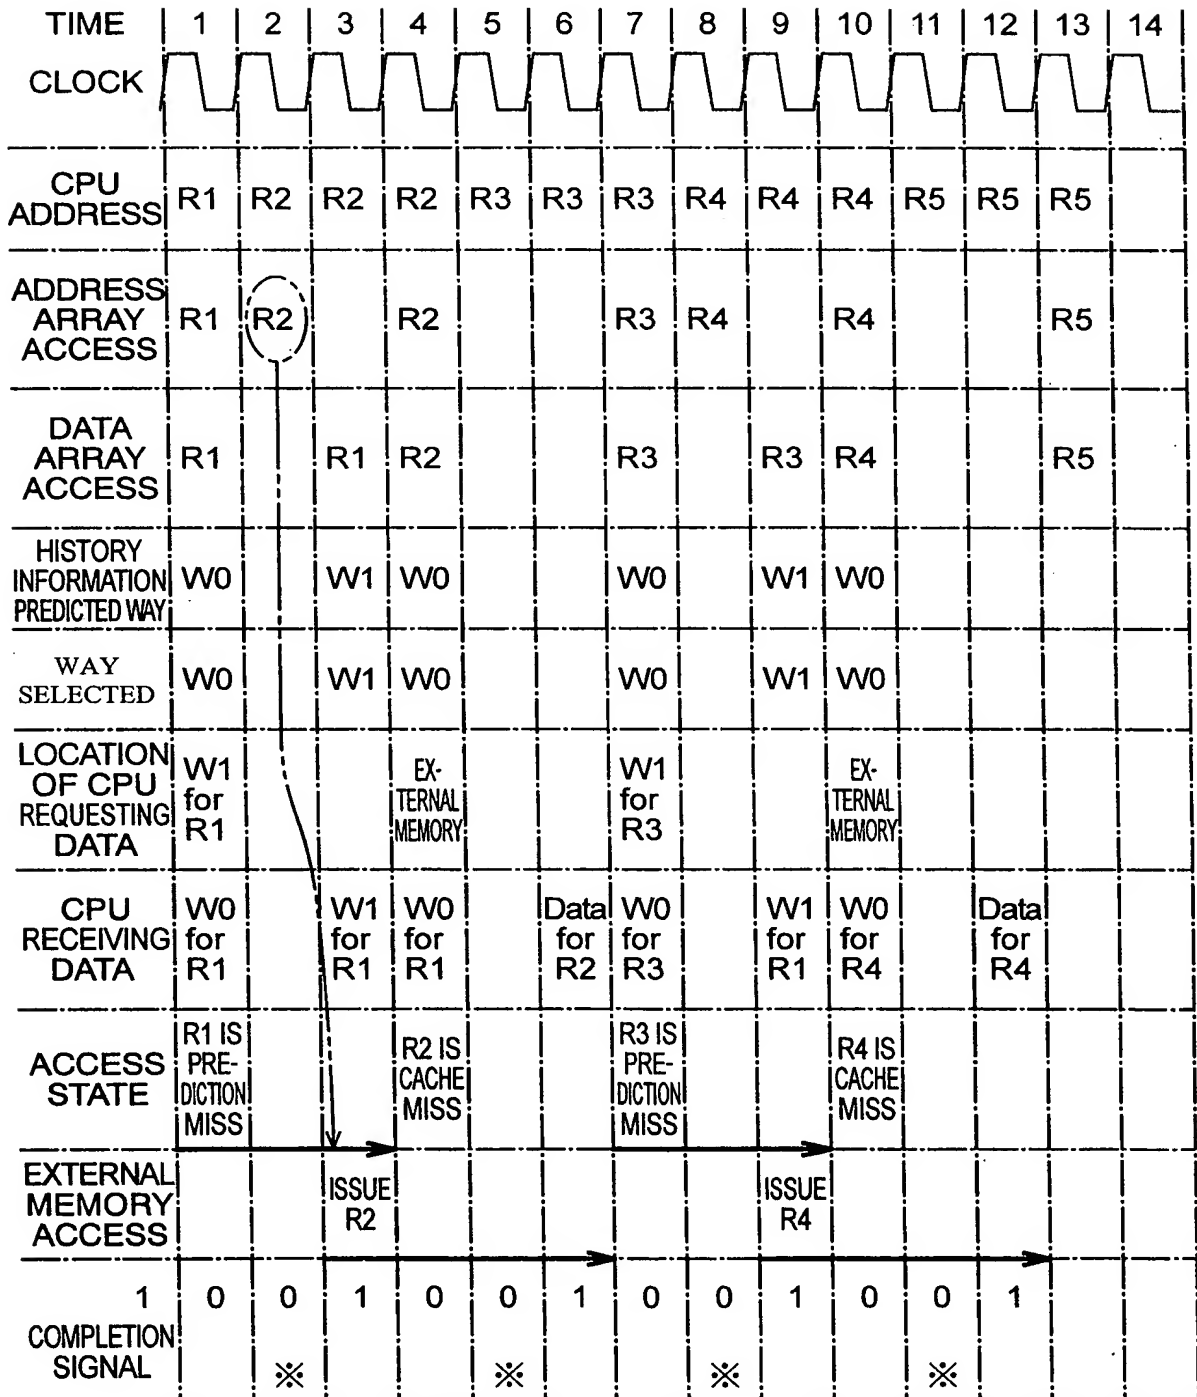 TIME 1 2 3 4 5 6 7 8 9 10 11 12 13 14
CLOCK
CPU
ADDRESS
R1 R2 R2 R2 R3 R3 R3 R4 R4 R4 R5 R5 R5
ADDRESS
ARRAY
ACCESS
R1 R2 R2 R3 R4 R4 R5
DATA
ARRAY
ACCESS
R1 R1 R2 R3 R3 R4 R5
HISTORY
INFORMATION
PREDICTED WAY
W0 W1 W0 W0 W1 W0
WAY
SELECTED
W0 W1 W0 W0 W1 W0
LOCATION
OF CPU
REQUESTING
DATA
W1
for
R1
EX-
TERNAL
MEMORY
W1
for
R3
EX-
TERNAL
MEMORY
CPU
RECEIVING
DATA
W0
for
R1
W1
for
R1
W0
for
R1
Data
for
R2
W0
for
R3
W1
for
R1
W0
for
R4
Data
for
R4
ACCESS
STATE
R1 IS
PRE-
DICTION
MISS
R2 IS
CACHE
MISS
R3 IS
PRE-
DICTION
MISS
R4 IS
CACHE
MISS
EXTERNAL
MEMORY
ACCESS
ISSUE
R2
ISSUE
R4
1 0 0 1 0 0 1 0 0 1 0 0 1
COMPLETION
SIGNAL
※ ※ ※ ※